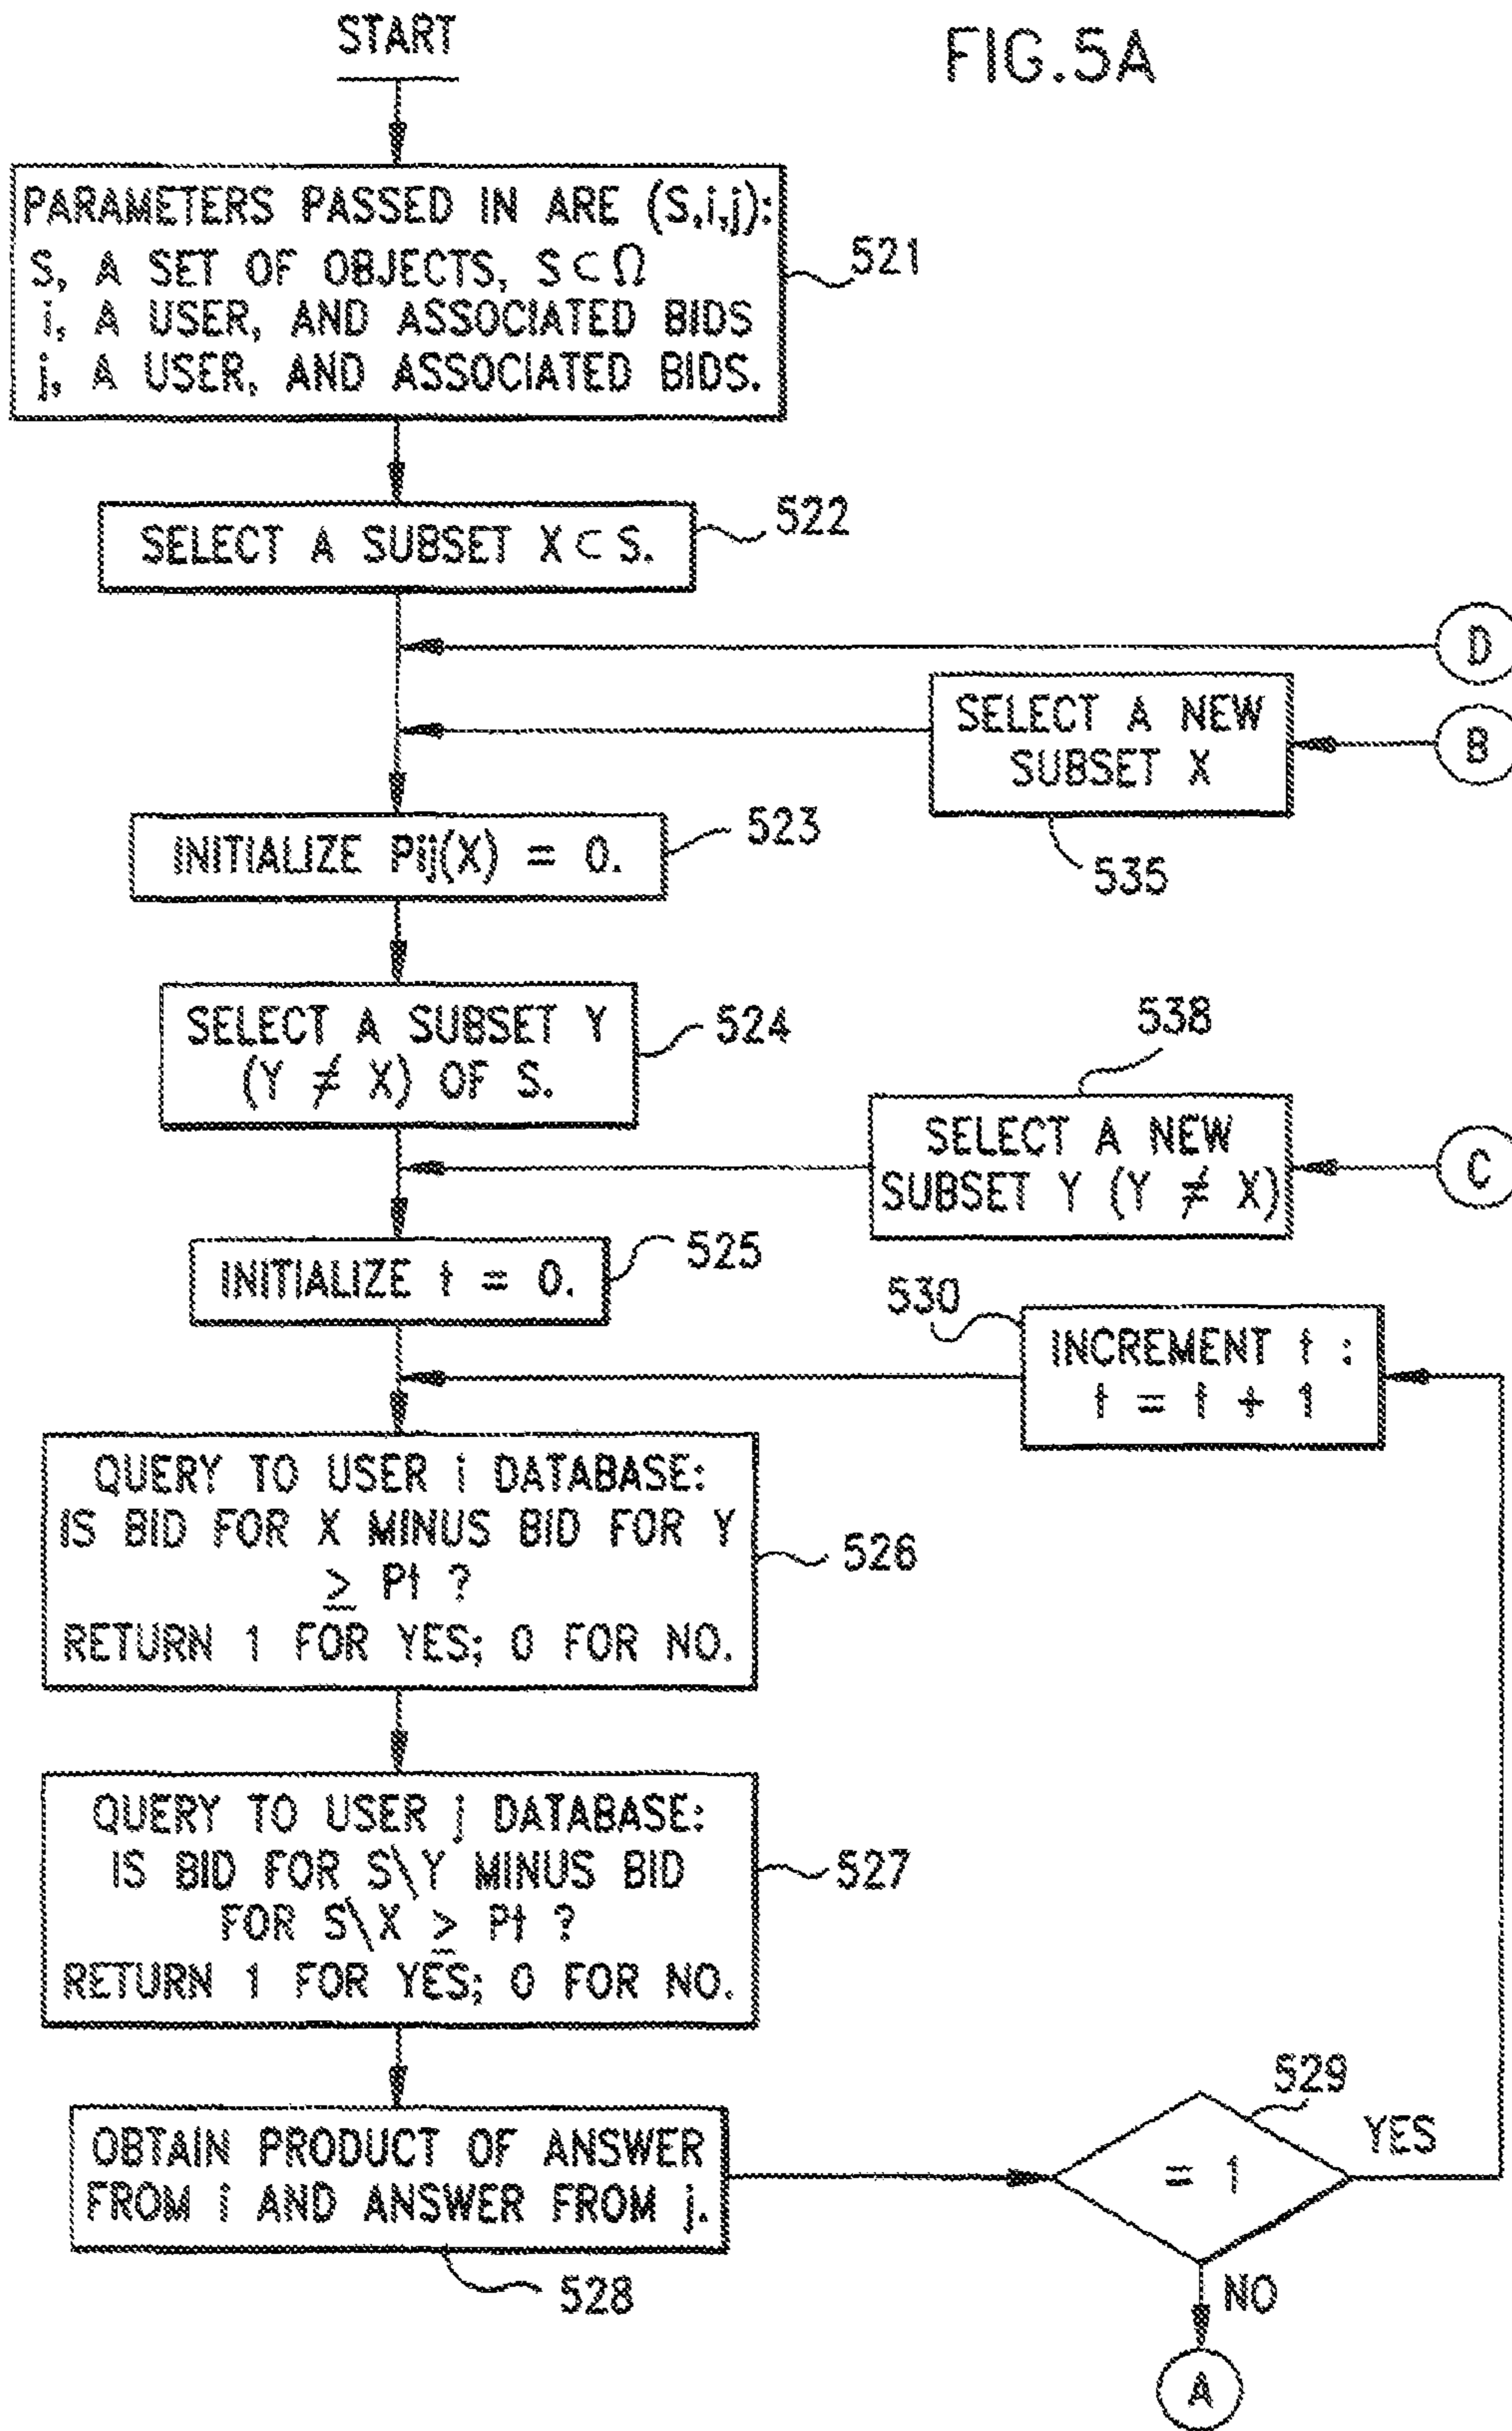 START
FIG.5A
PARAMETERS PASSED IN ARE (S,i,j):
S, A SET OF OBJECTS, S⊂Ω
i, A USER, AND ASSOCIATED BIDS
j, A USER, AND ASSOCIATED BIDS.
521
SELECT A SUBSET X⊂S.
522
D
SELECT A NEW
SUBSET X
B
535
INITIALIZE Pij(X) = 0.
523
SELECT A SUBSET Y
(Y ≠ X) OF S.
524
538
SELECT A NEW
SUBSET Y (Y ≠ X)
C
INITIALIZE t = 0.
525
530
INCREMENT t :
t = t + 1
QUERY TO USER i DATABASE:
IS BID FOR X MINUS BID FOR Y
≥ Pt ?
RETURN 1 FOR YES; 0 FOR NO.
526
QUERY TO USER j DATABASE:
IS BID FOR S\Y MINUS BID
FOR S\X ≥ Pt ?
RETURN 1 FOR YES; 0 FOR NO.
527
OBTAIN PRODUCT OF ANSWER
FROM i AND ANSWER FROM j.
528
= 1
529
YES
NO
A